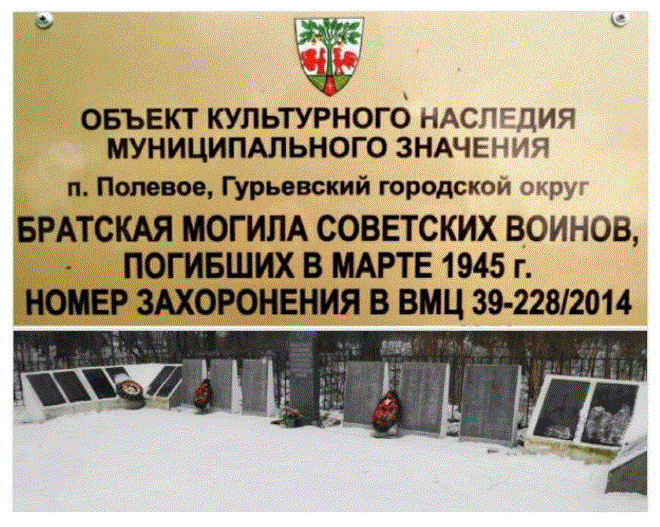 ОБЪЕКТ КУЛЬТУРНОГО НАСЛЕДИЯ
МУНИЦИПАЛЬНОГО ЗНАЧЕНИЯ
п. Полевое, Гурьевский городской округ
БРАТСКАЯ МОГИЛА СОВЕТСКИХ ВОИНОВ,
ПОГИБШИХ В МАРТЕ 1945 г.
НОМЕР ЗАХОРОНЕНИЯ В ВМЦ 39-228/2014